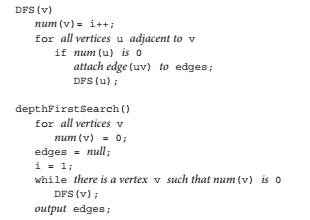 DFS(v)
num(v)= i++;
for all vertices u adjacent to v
if num(u) is 0
attach edge(uv) to edges;
DFS(u);
depthFirstSearch()
for all vertices v
num(v) = 0;
edges = null;
i = 1;
while there is a vertex v such that num(v) is 0
DFS(v);
output edges;